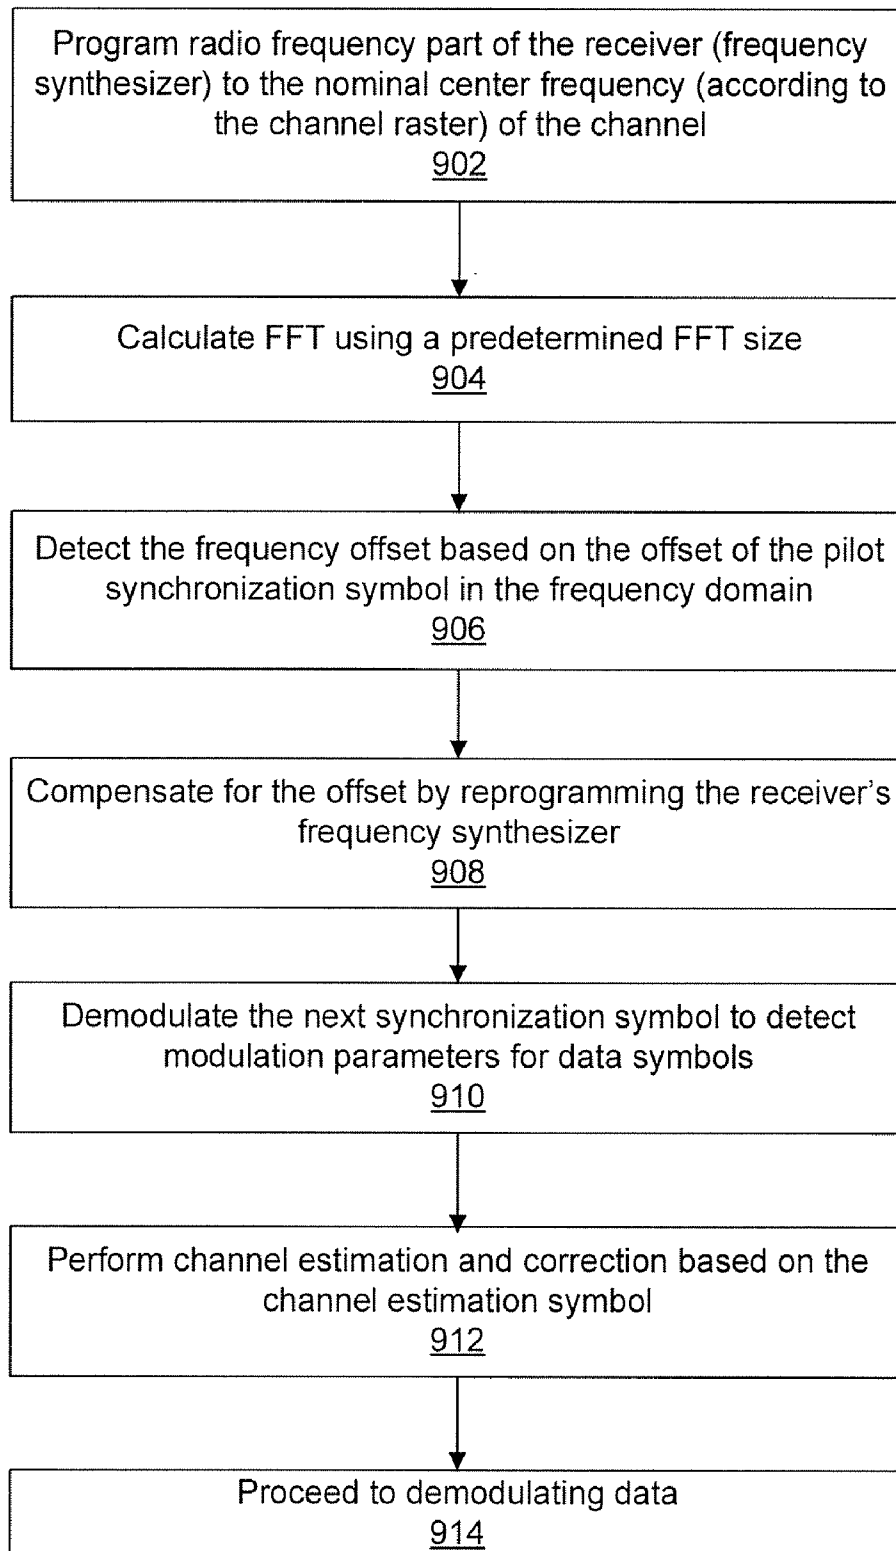 Program radio frequency part of the receiver (frequency
synthesizer) to the nominal center frequency (according to
the channel raster) of the channel
902
Calculate FFT using a predetermined FFT size
904
Detect the frequency offset based on the offset of the pilot
synchronization symbol in the frequency domain
906
Compensate for the offset by reprogramming the receiver's
frequency synthesizer
908
Demodulate the next synchronization symbol to detect
modulation parameters for data symbols
910
Perform channel estimation and correction based on the
channel estimation symbol
912
Proceed to demodulating data
914